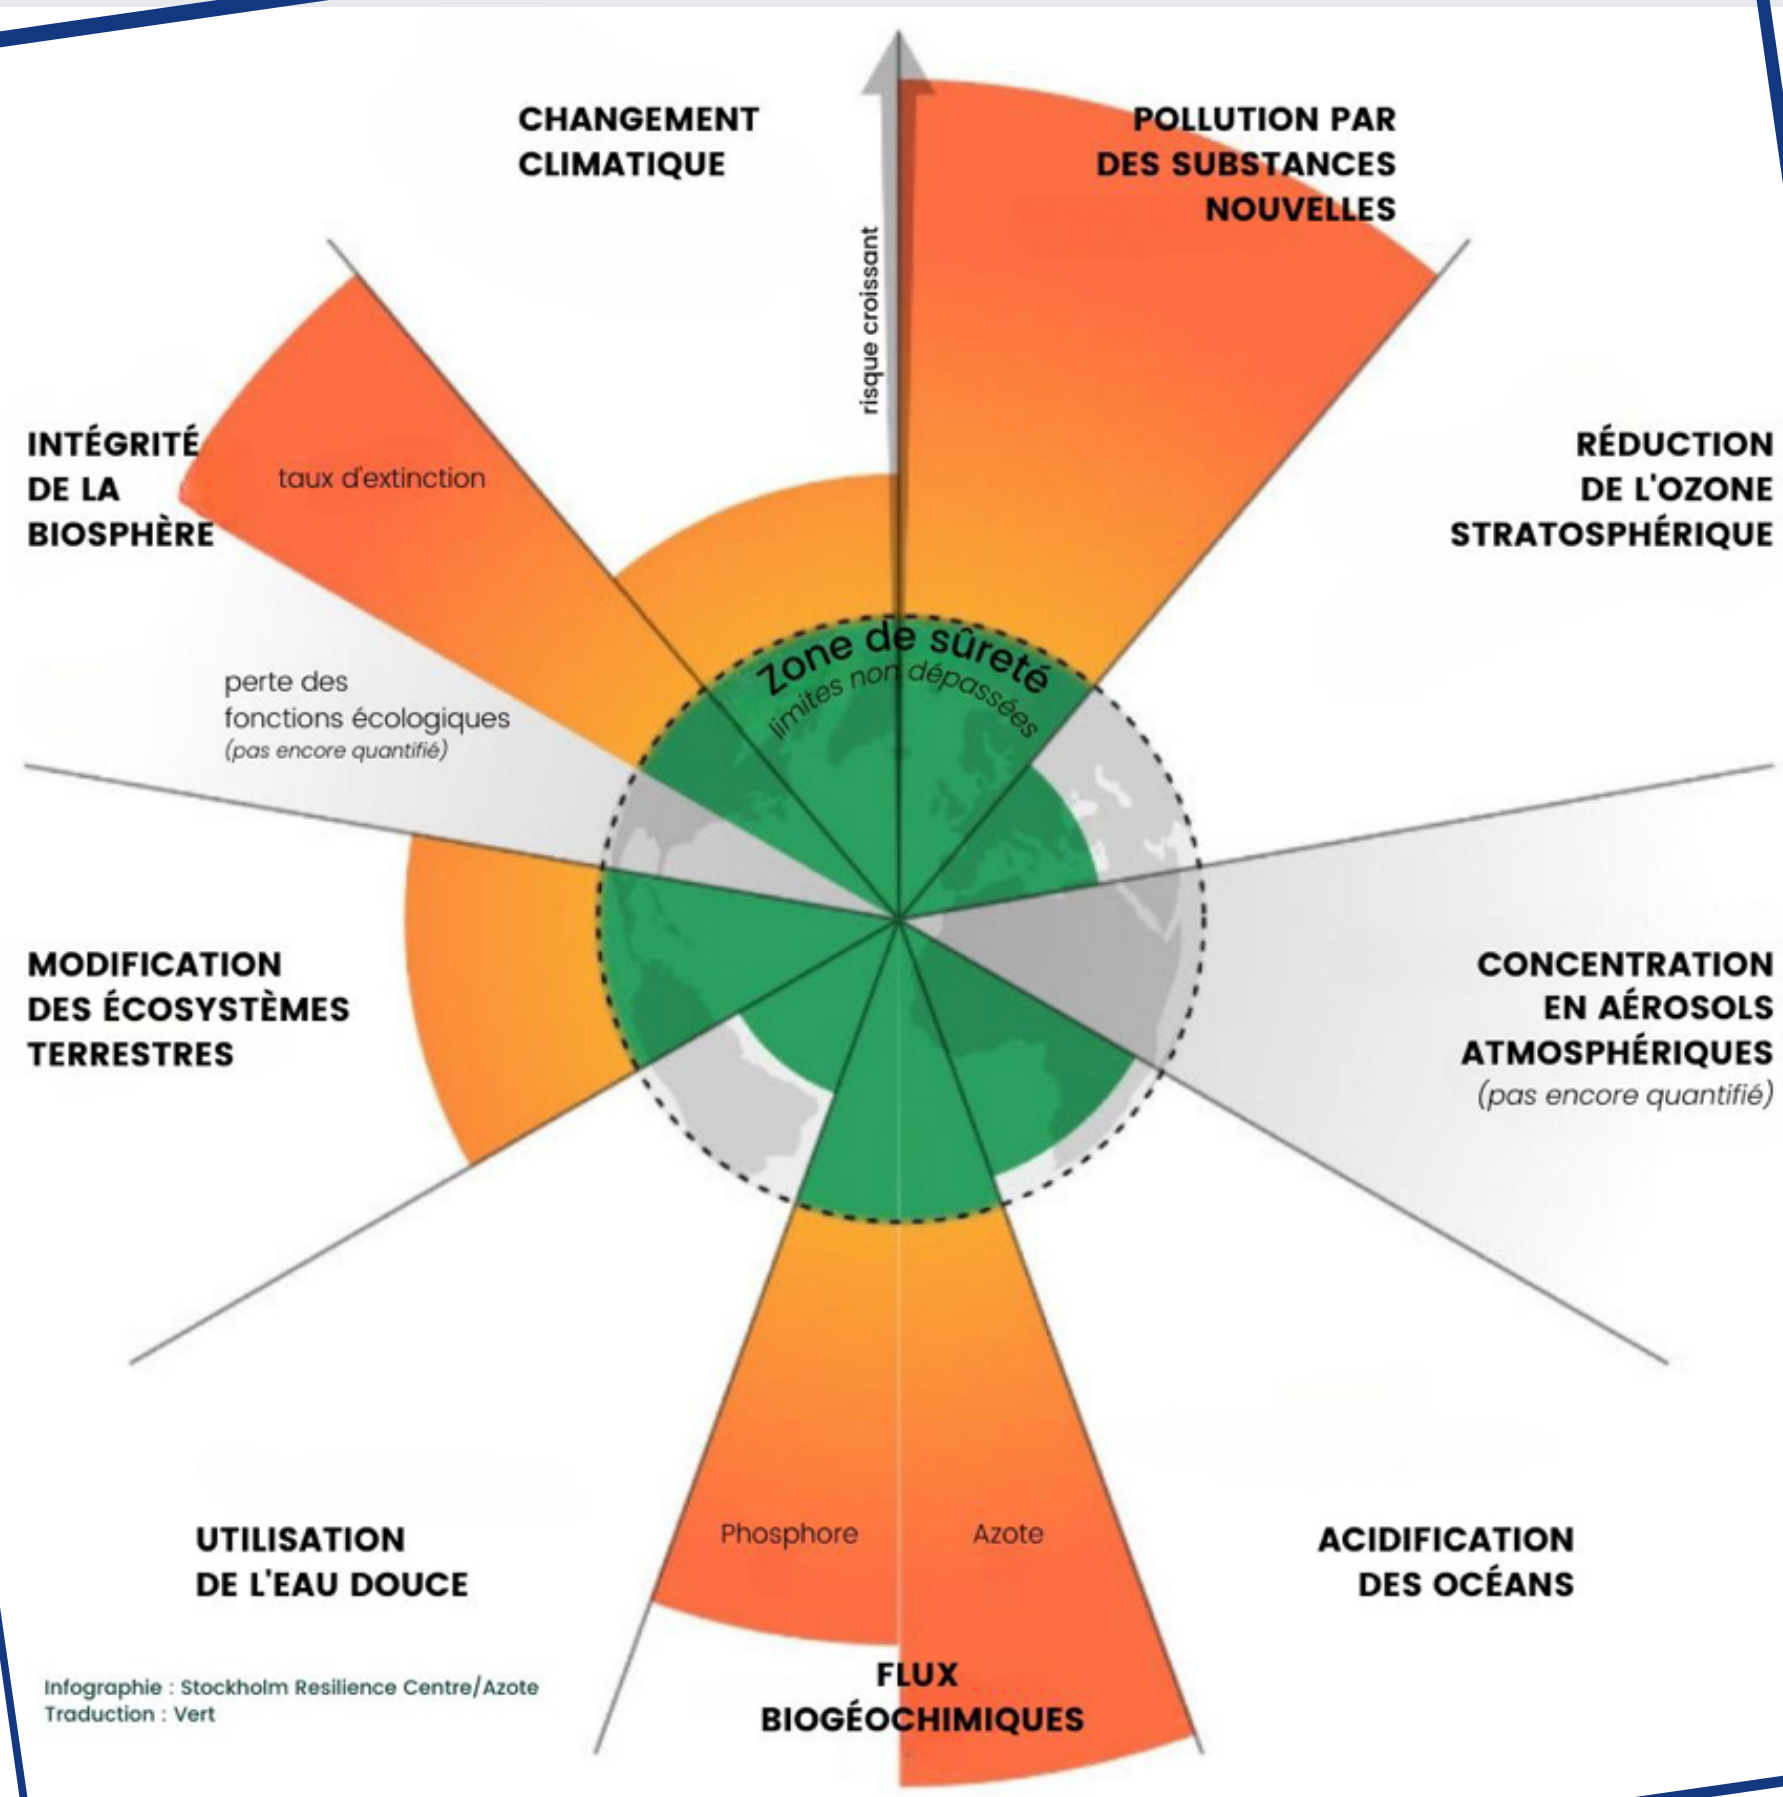 CHANGEMENT
CLIMATIQUE
POLLUTION PAR
DES SUBSTANCES
NOUVELLES
risque croissant
INTÉGRITÉ
DE LA
BIOSPHÈRE
taux d'extinction
RÉDUCTION
DE L'OZONE
STRATOSPHÉRIQUE
perte des
fonctions écologiques
(pas encore quantifié)
Zone de sûreté
limites non dépassées
MODIFICATION
DES ÉCOSYSTÈMES
TERRESTRES
CONCENTRATION
EN AÉROSOLS
ATMOSPHÉRIQUES
(pas encore quantifié)
UTILISATION
DE L'EAU DOUCE
Phosphore
Azote
ACIDIFICATION
DES OCÉANS
FLUX
BIOGÉOCHIMIQUES
Infographie : Stockholm Resilience Centre/Azote
Traduction : Vert